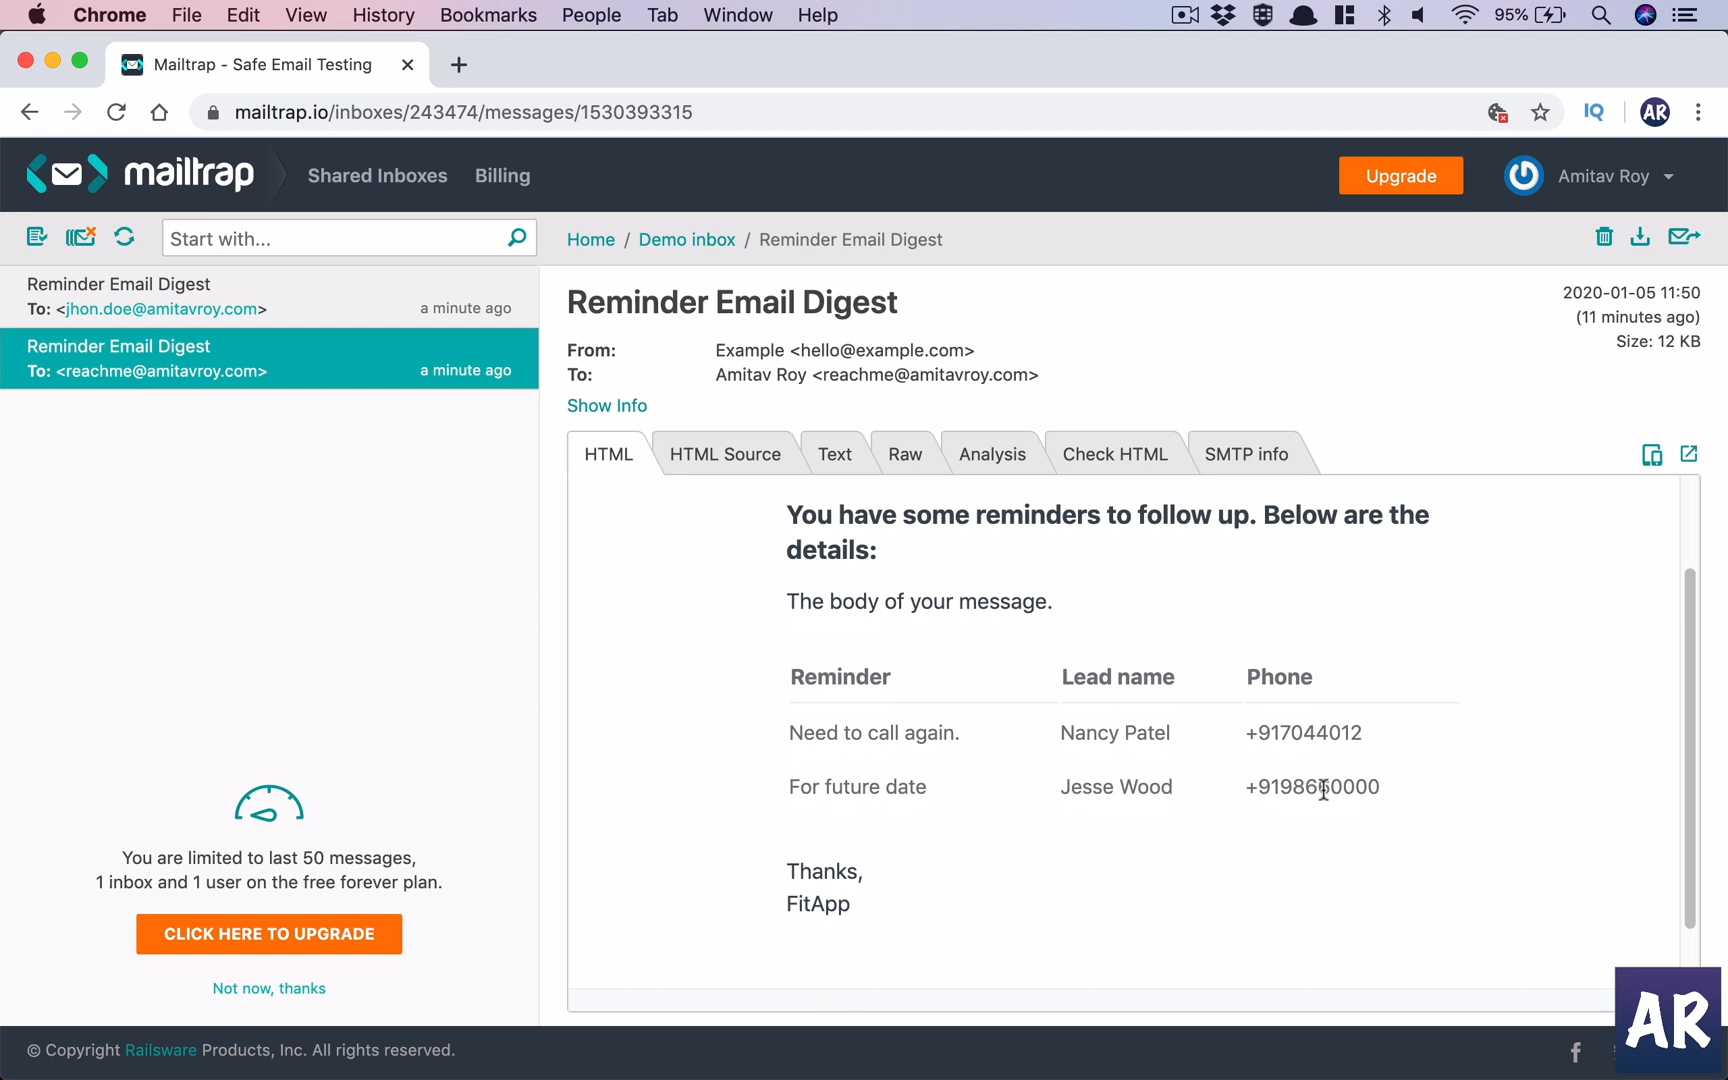 Chrome File Edit View History Bookmarks People Tab Window Help 95%
Mailtrap - Safe Email Testing
mailtrap.io/inboxes/243474/messages/1530393315 IQ AR
mailtrap Shared Inboxes Billing Upgrade Amitav Roy
Start with... Home / Demo inbox / Reminder Email Digest
Reminder Email Digest
To: <jhon.doe@amitavroy.com> a minute ago
Reminder Email Digest
To: <reachme@amitavroy.com> a minute ago
You are limited to last 50 messages,
1 inbox and 1 user on the free forever plan.
CLICK HERE TO UPGRADE
Not now, thanks
Reminder Email Digest
2020-01-05 11:50
(11 minutes ago)
Size: 12 KB
From: Example <hello@example.com>
To: Amitav Roy <reachme@amitavroy.com>
Show Info
HTML HTML Source Text Raw Analysis Check HTML SMTP info
You have some reminders to follow up. Below are the
details:
The body of your message.
Reminder Lead name Phone
Need to call again. Nancy Patel +917044012
For future date Jesse Wood +9198660000
Thanks,
FitApp
© Copyright Railsware Products, Inc. All rights reserved.
AR